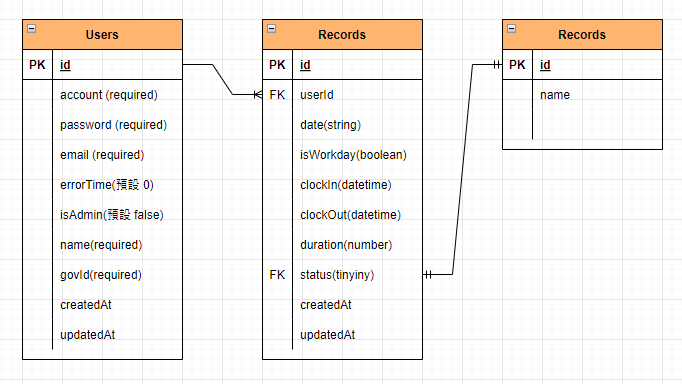 Users
PK id
account (required)
password (required)
email (required)
errorTime(預設 0)
isAdmin(預設 false)
name(required)
govId(required)
createdAt
updatedAt
Records
PK id
FK userId
date(string)
isWorkday(boolean)
clockIn(datetime)
clockOut(datetime)
duration(number)
FK status(tinyiny)
createdAt
updatedAt
Records
PK id
name